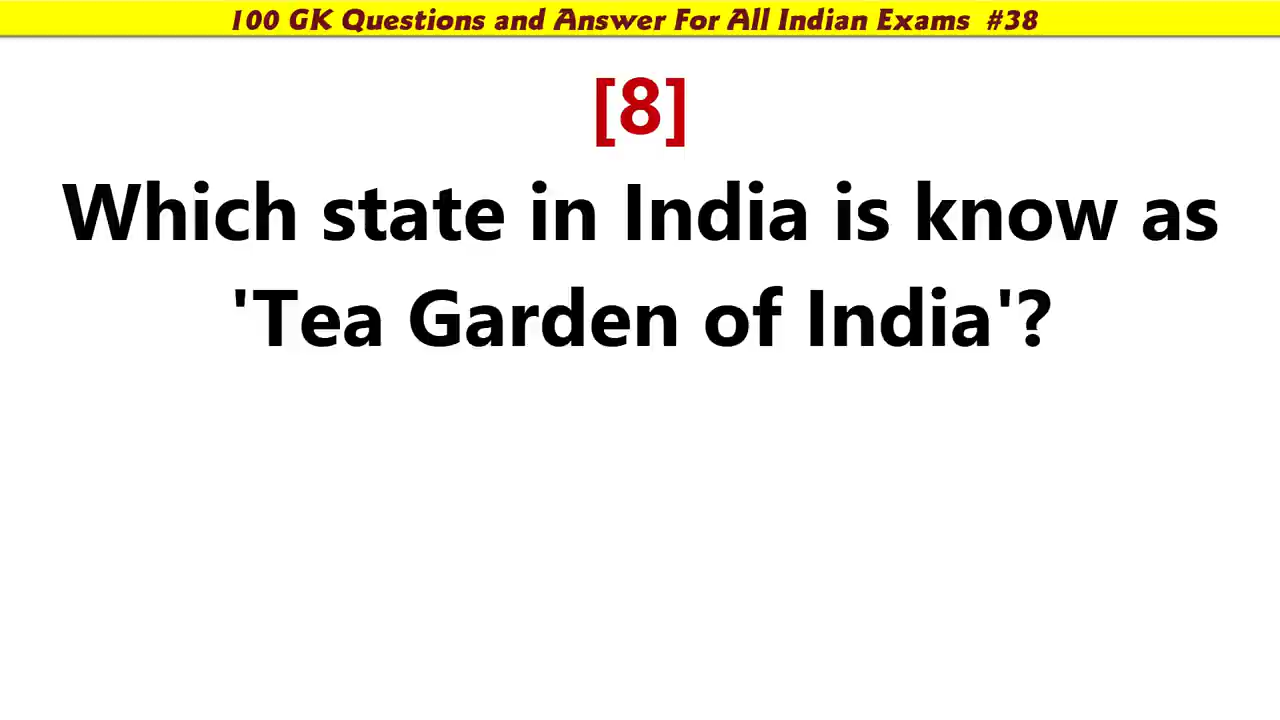 100 GK Questions and Answer For All Indian Exams #38
[8]
Which state in India is know as
'Tea Garden of India'?